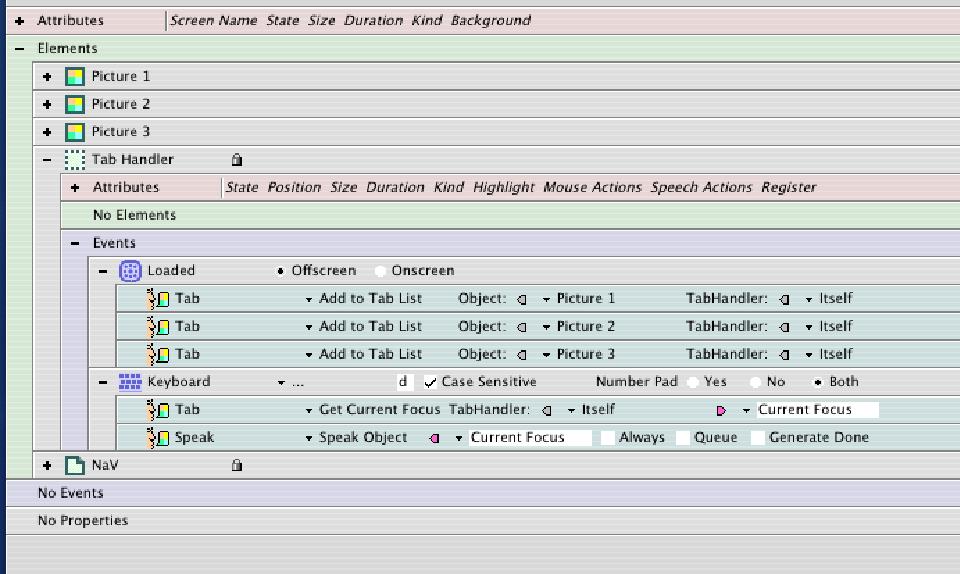 Attributes Screen Name State Size Duration Kind Background
Elements
Picture 1
Picture 2
Picture 3
Tab Handler
Attributes State Position Size Duration Kind Highlight Mouse Actions Speech Actions Register
No Elements
Events
Loaded Offscreen Onscreen
Tab Add to Tab List Object: Picture 1 TabHandler: Itself
Tab Add to Tab List Object: Picture 2 TabHandler: Itself
Tab Add to Tab List Object: Picture 3 TabHandler: Itself
Keyboard ... d Case Sensitive Number Pad Yes No Both
Tab Get Current Focus TabHandler: Itself Current Focus
Speak Speak Object Current Focus Always Queue Generate Done
NaV
No Events
No Properties